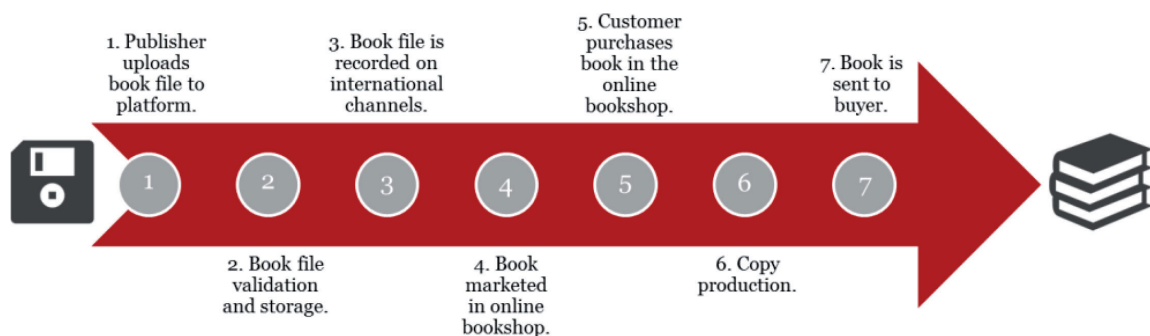 1. Publisher
uploads
book file to
platform.
3. Book file is
recorded on
international
channels.
5. Customer
purchases
book in the
online
bookshop.
7. Book is
sent to
buyer.
1
2
3
4
5
6
7
2. Book file
validation
and storage.
4. Book
marketed
in online
bookshop.
6. Copy
production.